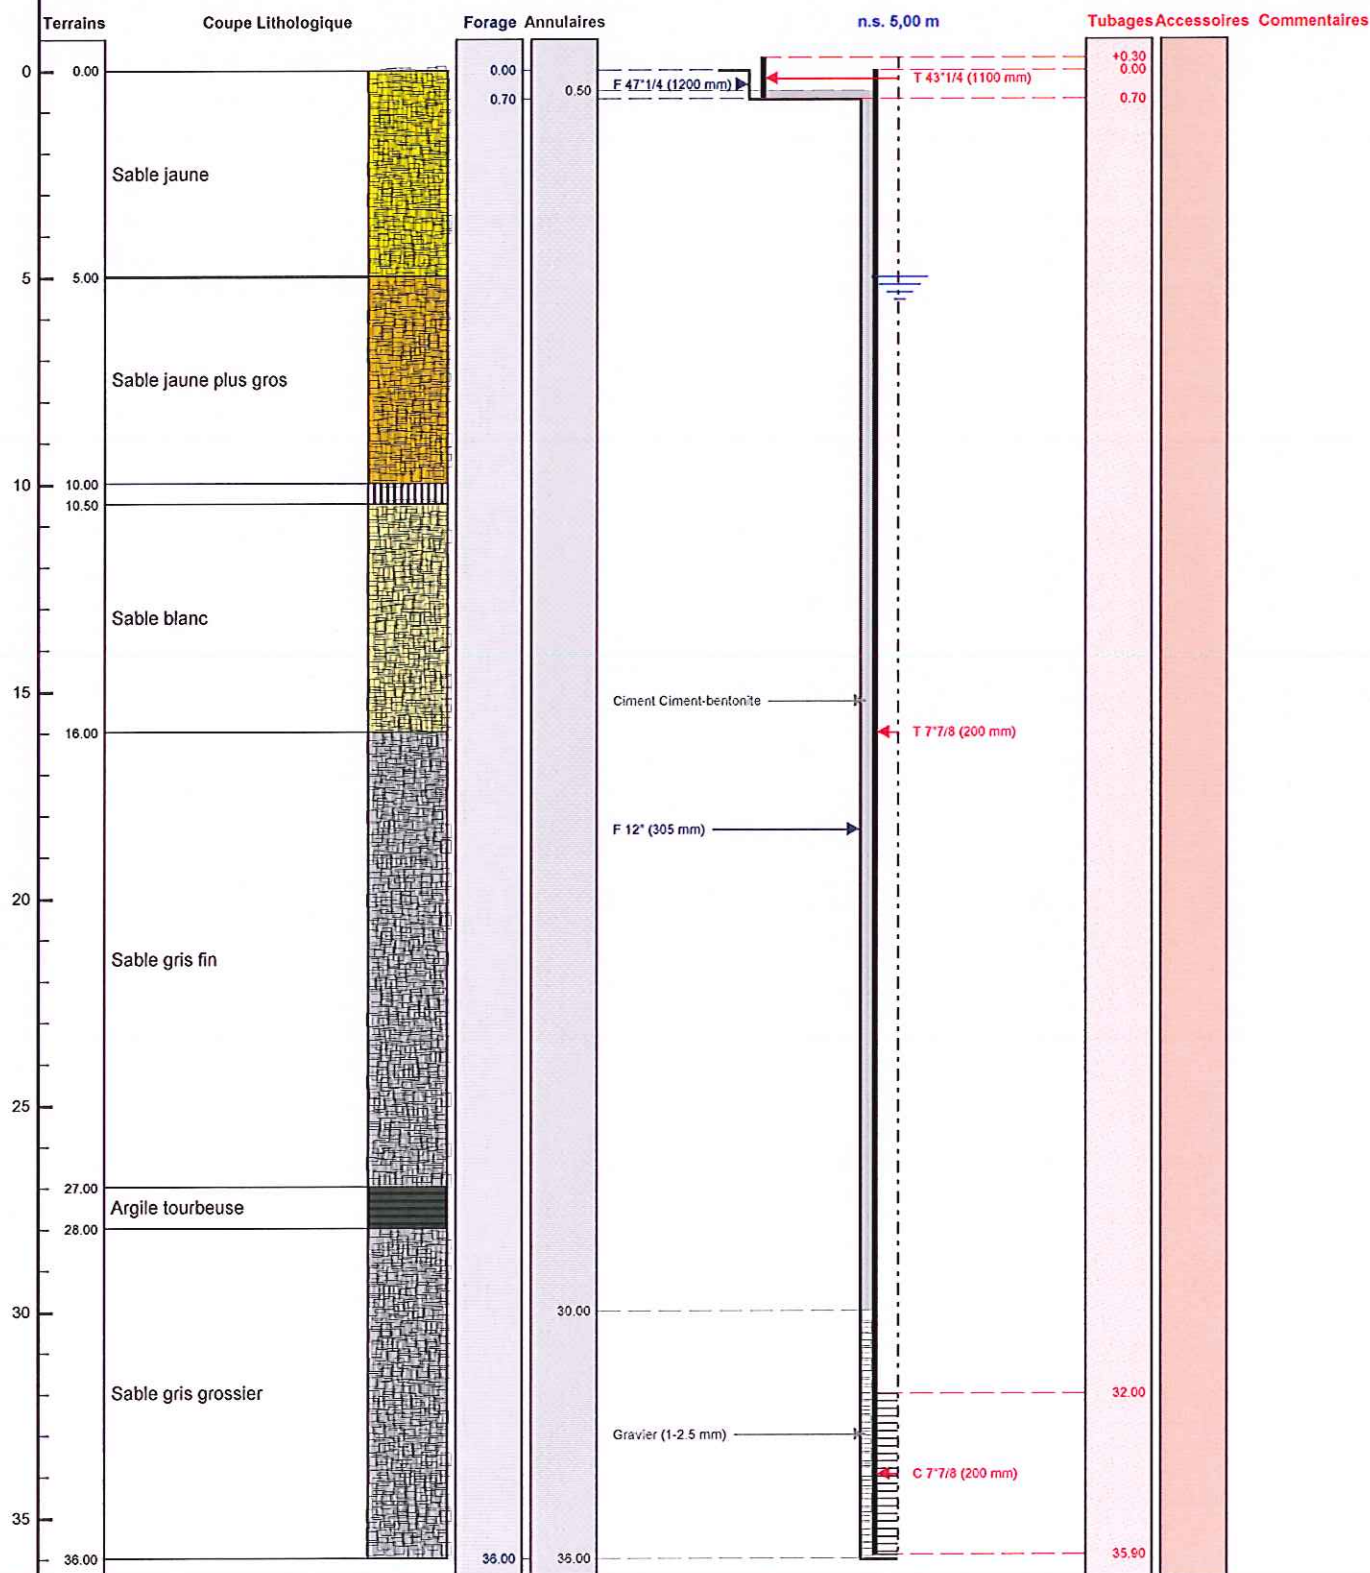 Terrains Coupe Lithologique Forage Annulaires n.s. 5,00 m Tubages Accessoires Commentaires
+0.30
0 0.00 0.00 0.00
F 47"1/4 (1200 mm) T 43"1/4 (1100 mm)
0.50
0.70 0.70
Sable jaune
5 5.00
Sable jaune plus gros
10 10.00
10.50
Sable blanc
15 Ciment Ciment-bentonite
16.00 T 7"7/8 (200 mm)
F 12" (305 mm)
20
Sable gris fin
25
27.00
Argile tourbeuse
28.00
30 30.00
Sable gris grossier 32.00
Gravier (1-2.5 mm)
C 7"7/8 (200 mm)
35
35.90
36.00 36.00 36.00